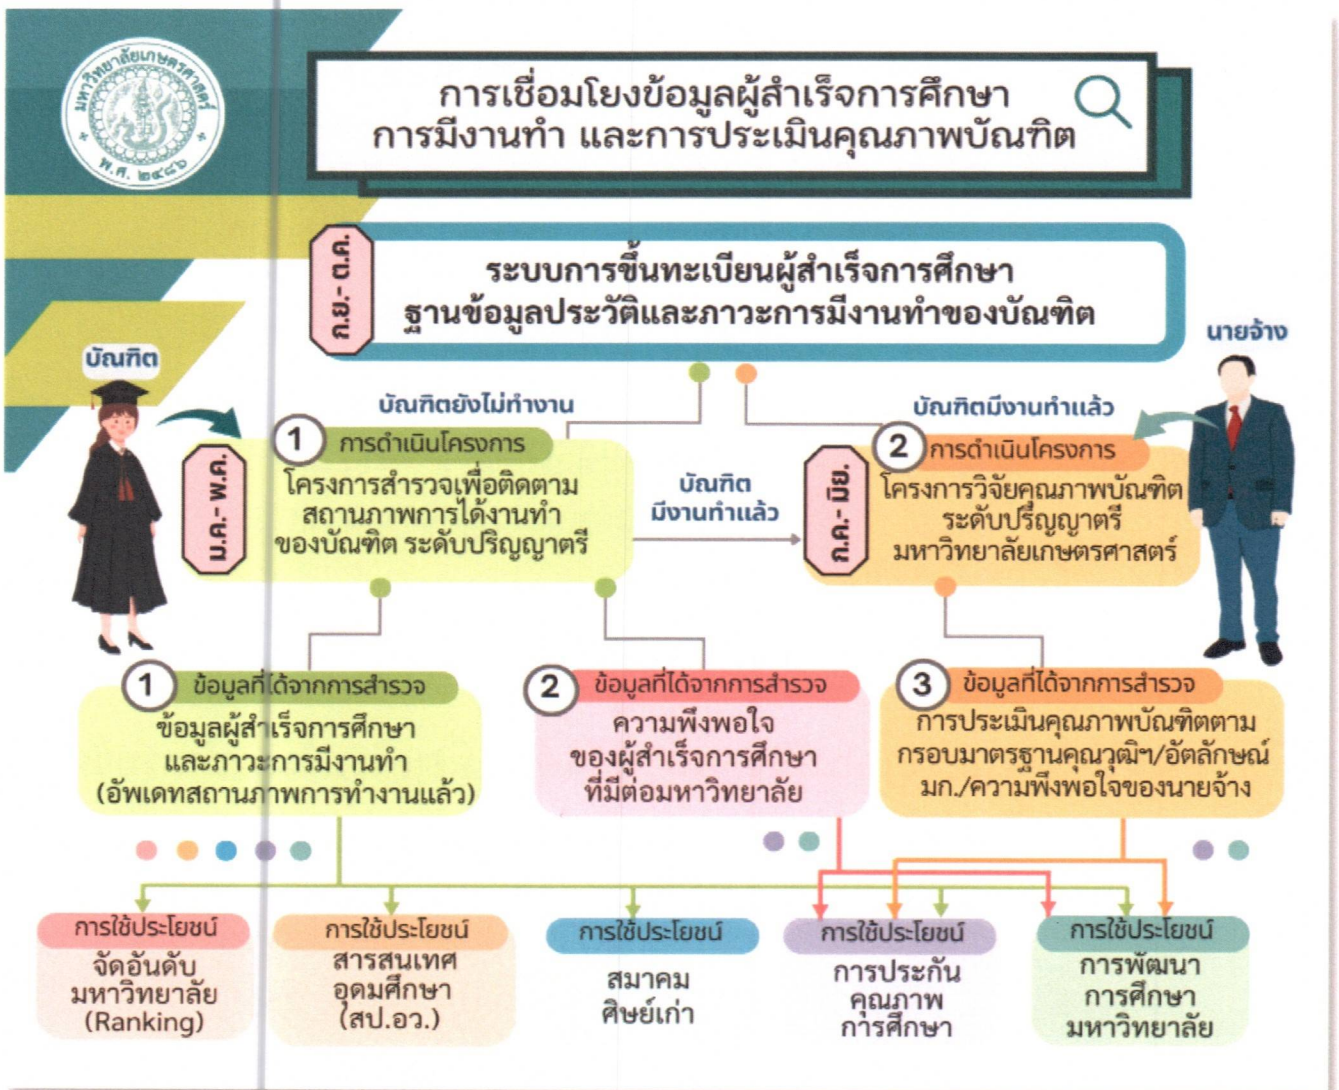 มหาวิทยาลัยเกษตรศาสตร์
พ.ศ. ๒๔๘๖
การเชื่อมโยงข้อมูลผู้สำเร็จการศึกษา
การมีงานทำ และการประเมินคุณภาพบัณฑิต
ก.ย.- ต.ค.
ระบบการขึ้นทะเบียนผู้สำเร็จการศึกษา
ฐานข้อมูลประวัติและภาวะการมีงานทำของบัณฑิต
นายจ้าง
บัณฑิต
บัณฑิตยังไม่ทำงาน
บัณฑิตมีงานทำแล้ว
1 การดำเนินโครงการ
ม.ค.- พ.ค.
โครงการสำรวจเพื่อติดตาม
สถานภาพการได้งานทำ
ของบัณฑิต ระดับปริญญาตรี
บัณฑิต
มีงานทำแล้ว
2 การดำเนินโครงการ
ก.ค.- มิย.
โครงการวิจัยคุณภาพบัณฑิต
ระดับปริญญาตรี
มหาวิทยาลัยเกษตรศาสตร์
1 ข้อมูลที่ได้จากการสำรวจ
ข้อมูลผู้สำเร็จการศึกษา
และภาวะการมีงานทำ
(อัพเดทสถานภาพการทำงานแล้ว)
2 ข้อมูลที่ได้จากการสำรวจ
ความพึงพอใจ
ของผู้สำเร็จการศึกษา
ที่มีต่อมหาวิทยาลัย
3 ข้อมูลที่ได้จากการสำรวจ
การประเมินคุณภาพบัณฑิตตาม
กรอบมาตรฐานคุณวุฒิฯ/อัตลักษณ์
มก./ความพึงพอใจของนายจ้าง
การใช้ประโยชน์
จัดอันดับ
มหาวิทยาลัย
(Ranking)
การใช้ประโยชน์
สารสนเทศ
อุดมศึกษา
(สป.อว.)
การใช้ประโยชน์
สมาคม
ศิษย์เก่า
การใช้ประโยชน์
การประกัน
คุณภาพ
การศึกษา
การใช้ประโยชน์
การพัฒนา
การศึกษา
มหาวิทยาลัย